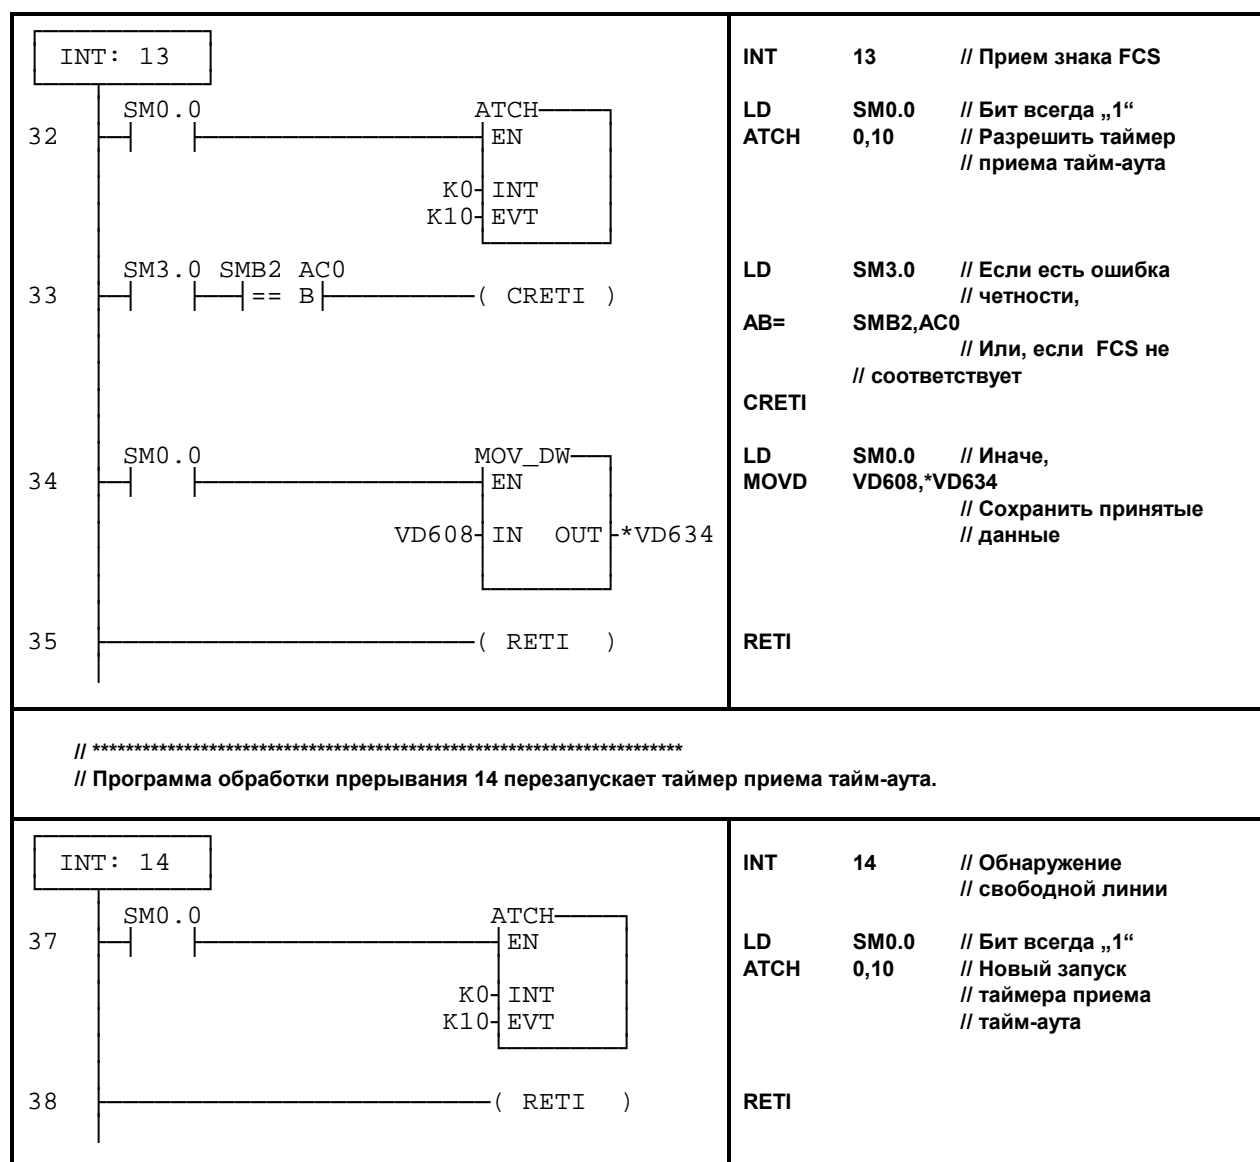 INT: 13
SM0.0 ATCH
32 EN
K0 INT
K10 EVT
SM3.0 SMB2 AC0
33 == B ( CRETI )
SM0.0 MOV_DW
34 EN
VD608 IN OUT *VD634
35 ( RETI )
INT 13 // Прием знака FCS
LD SM0.0 // Бит всегда „1“
ATCH 0,10 // Разрешить таймер
// приема тайм-аута
LD SM3.0 // Если есть ошибка
// четности,
AB= SMB2,AC0
// Или, если FCS не
// соответствует
CRETI
LD SM0.0 // Иначе,
MOVD VD608,*VD634
// Сохранить принятые
// данные
RETI
// ***********************************************************************
// Программа обработки прерывания 14 перезапускает таймер приема тайм-аута.
INT: 14
SM0.0 ATCH
37 EN
K0 INT
K10 EVT
38 ( RETI )
INT 14 // Обнаружение
// свободной линии
LD SM0.0 // Бит всегда „1“
ATCH 0,10 // Новый запуск
// таймера приема
// тайм-аута
RETI